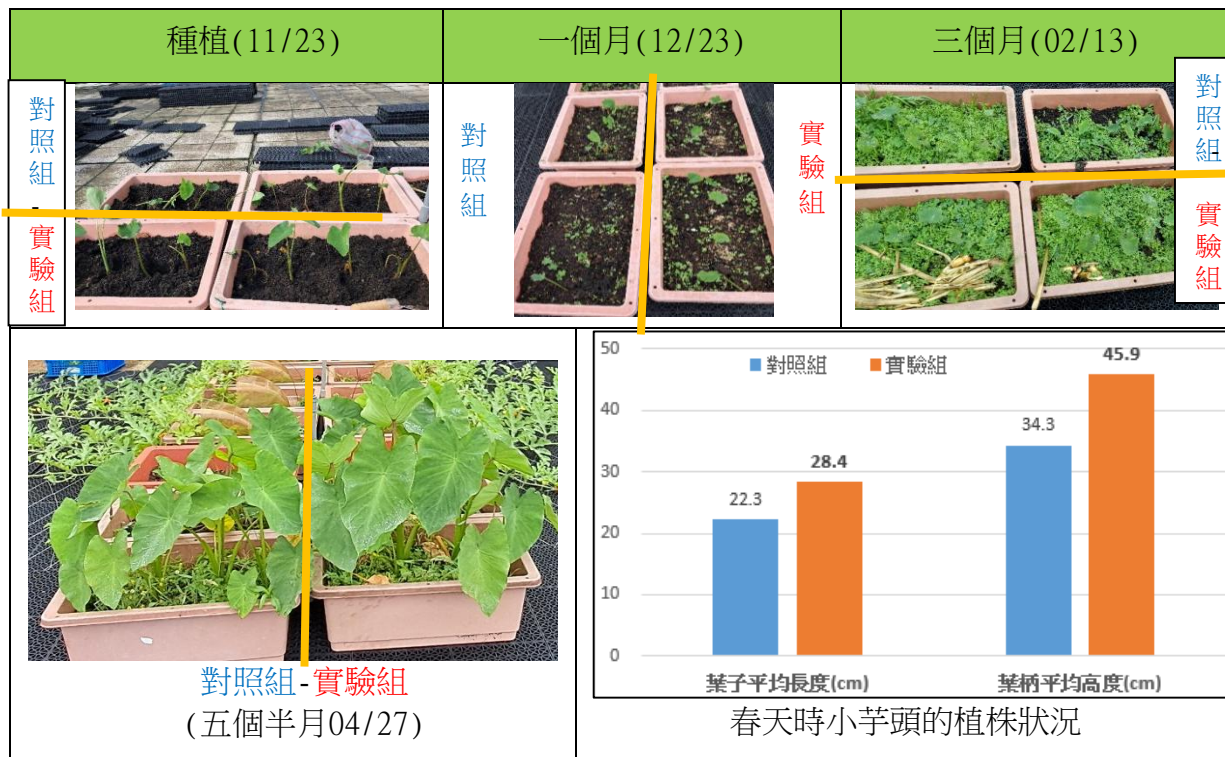 種植(11/23)
一個月(12/23)
三個月(02/13)
對照組-實驗組
對照組
實驗組
對照組
實驗組
對照組-實驗組
(五個半月04/27)
50
40
30
20
10
0
對照組
實驗組
22.3
28.4
34.3
45.9
葉子平均長度(cm)
葉柄平均高度(cm)
春天時小芋頭的植株狀況